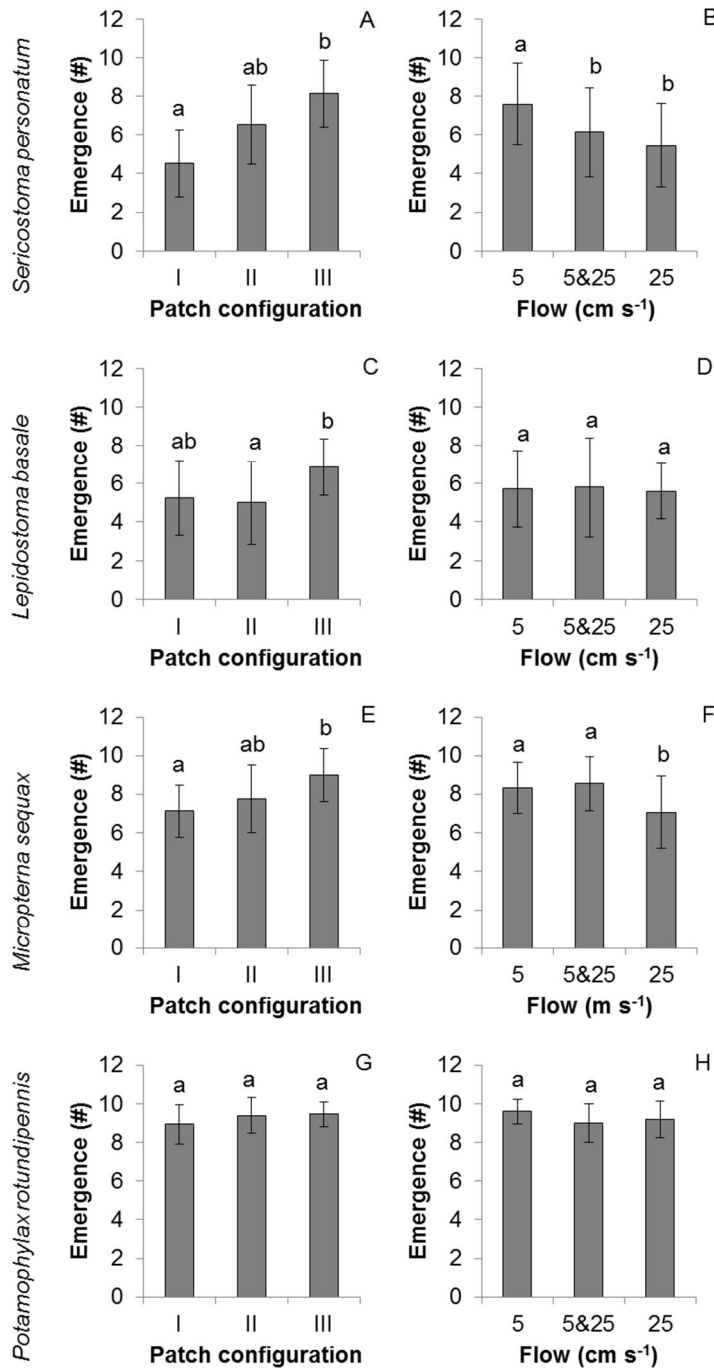 Sericostoma personatum
Emergence (#)
12
10
8
6
4
2
0
A
a
ab
b
I II III
Patch configuration
Emergence (#)
12
10
8
6
4
2
0
B
a
b
b
5 5&25 25
Flow (cm s⁻¹)
Lepidostoma basale
Emergence (#)
12
10
8
6
4
2
0
C
ab
a
b
I II III
Patch configuration
Emergence (#)
12
10
8
6
4
2
0
D
a
a
a
5 5&25 25
Flow (cm s⁻¹)
Micropterna sequax
Emergence (#)
12
10
8
6
4
2
0
E
a
ab
b
I II III
Patch configuration
Emergence (#)
12
10
8
6
4
2
0
F
a
a
b
5 5&25 25
Flow (m s⁻¹)
Potamophylax rotundipennis
Emergence (#)
12
10
8
6
4
2
0
G
a
a
a
I II III
Patch configuration
Emergence (#)
12
10
8
6
4
2
0
H
a
a
a
5 5&25 25
Flow (cm s⁻¹)